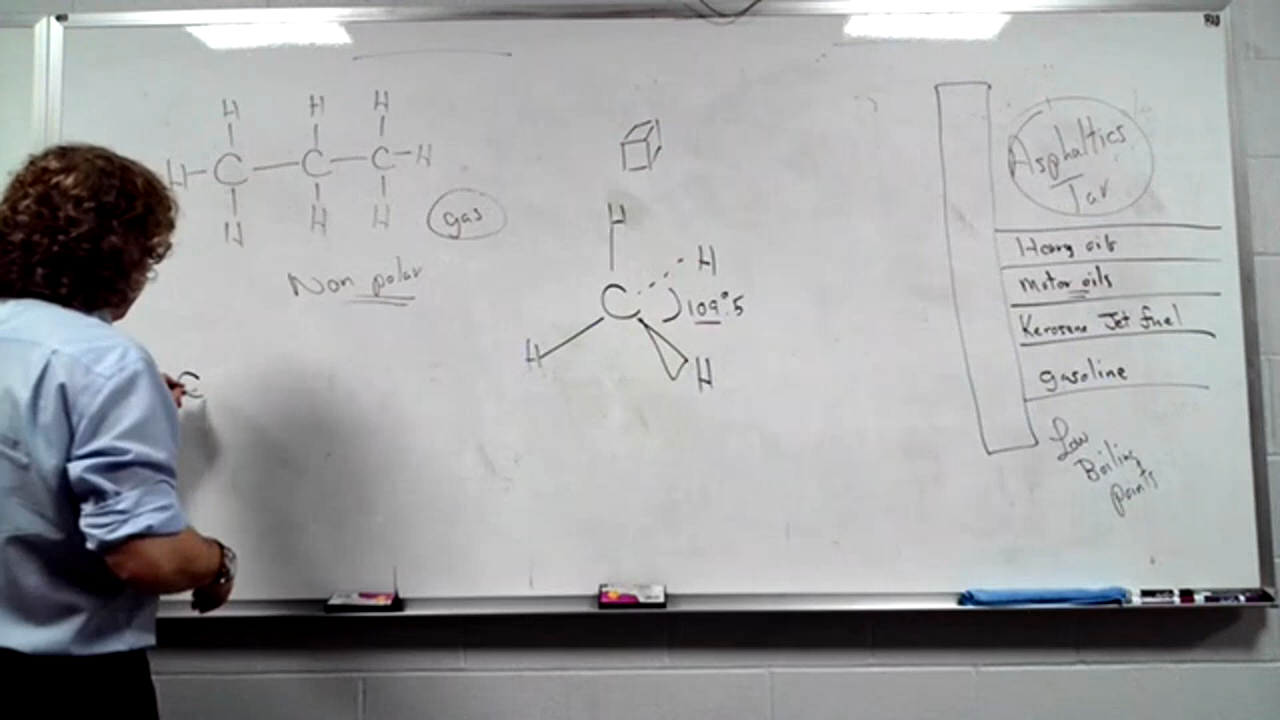 H H H
H C C C H
H H H
gas
Non polar
H
C H
109°.5
H
H
C
Asphaltics
Tar
Heavy oils
Motor oils
Kerosene Jet fuel
gasoline
Low
Boiling
points